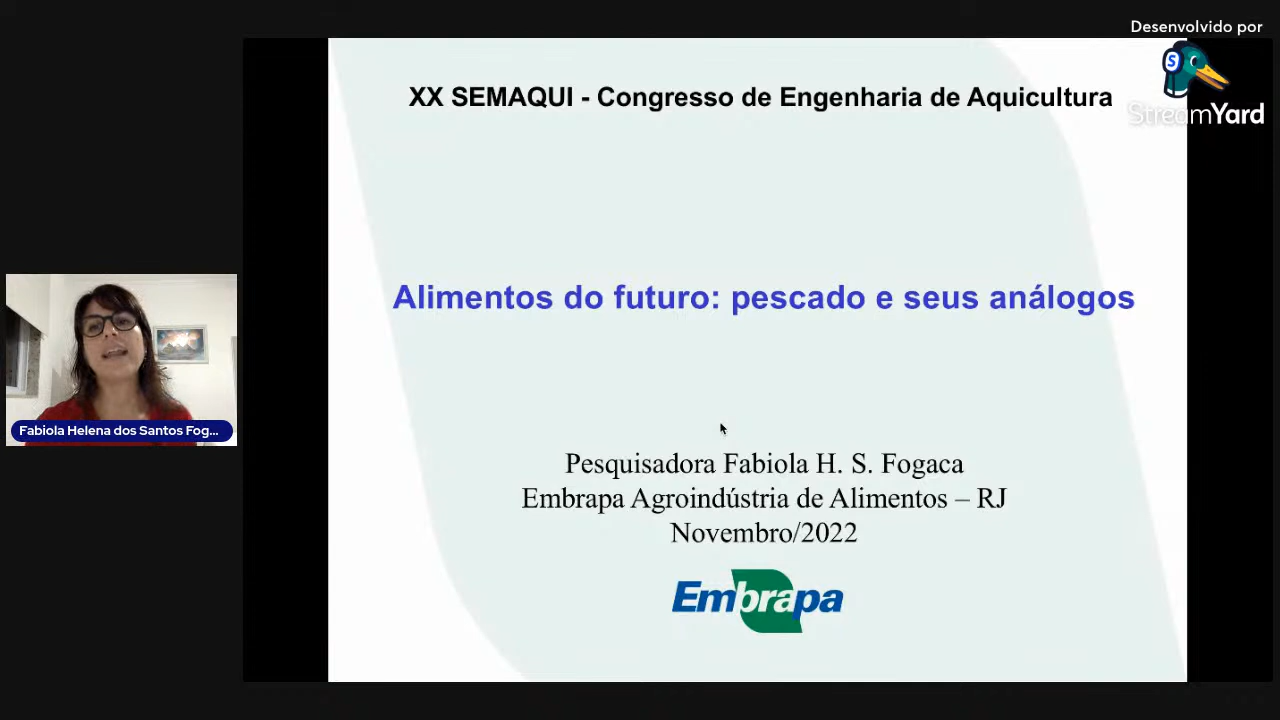 Desenvolvido por
S
StreamYard
XX SEMAQUI - Congresso de Engenharia de Aquicultura
Alimentos do futuro: pescado e seus análogos
Fabiola Helena dos Santos Fog...
Pesquisadora Fabiola H. S. Fogaca
Embrapa Agroindústria de Alimentos – RJ
Novembro/2022
Embrapa